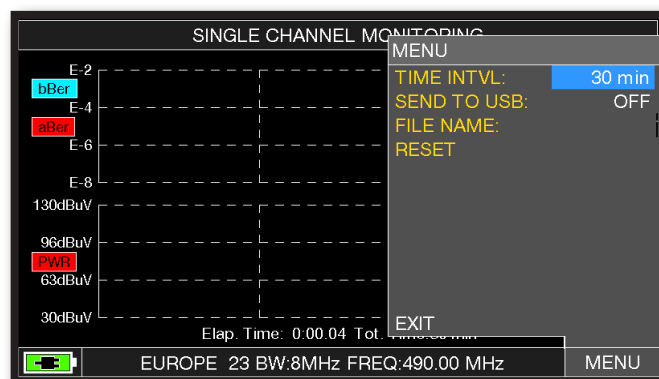 SINGLE CHANNEL MONITORING
MENU
TIME INTVL: 30 min
SEND TO USB: OFF
FILE NAME:
RESET
EXIT
E-2
bBer
E-4
aBer
E-6
E-8
130dBuV
96dBuV
PWR
63dBuV
30dBuV
Elap. Time: 0:00.04 Tot.
EUROPE 23 BW:8MHz FREQ:490.00 MHz
MENU